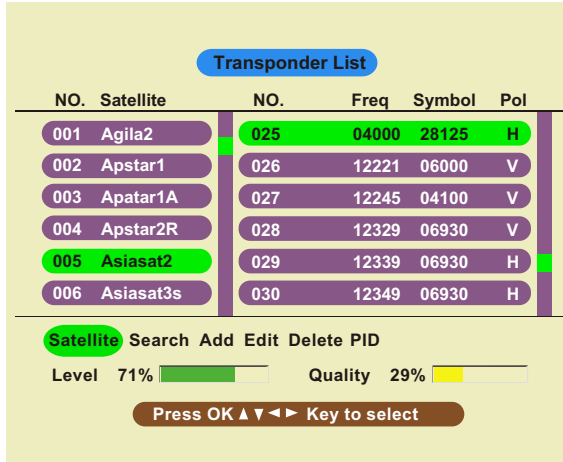 Transponder List
NO. Satellite NO. Freq Symbol Pol
001 Agila2 025 04000 28125 H
002 Apstar1 026 12221 06000 V
003 Apatar1A 027 12245 04100 V
004 Apstar2R 028 12329 06930 V
005 Asiasat2 029 12339 06930 H
006 Asiasat3s 030 12349 06930 H
Satellite Search Add Edit Delete PID
Level 71% Quality 29%
Press OK ▲ ▼ ◄ ► Key to select